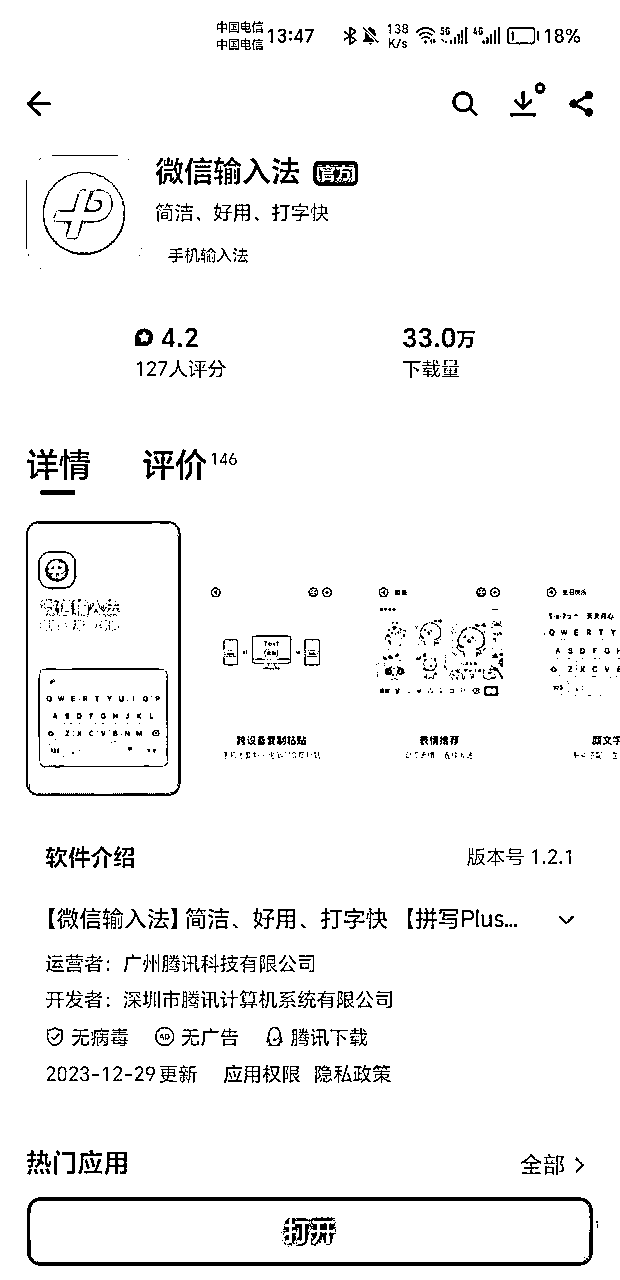 中国电信
中国电信
13:47
138 K/s
5G
4G
18%
微信输入法 官方
简洁、好用、打字快
手机输入法
4.2
127人评分
33.0万
下载量
详情
评价 146
微信输入法
Q W E R T Y U I O P
A S D F G H J K L
Z X C V B N M
跨设备复制粘贴
表情推荐
颜文字
Q W E R T Y
A S D F G H
Z X C V B
软件介绍
版本号 1.2.1
【微信输入法】简洁、好用、打字快 【拼写Plus...
运营者：广州腾讯科技有限公司
开发者：深圳市腾讯计算机系统有限公司
无病毒
无广告
腾讯下载
2023-12-29更新 应用权限 隐私政策
热门应用
全部
打开